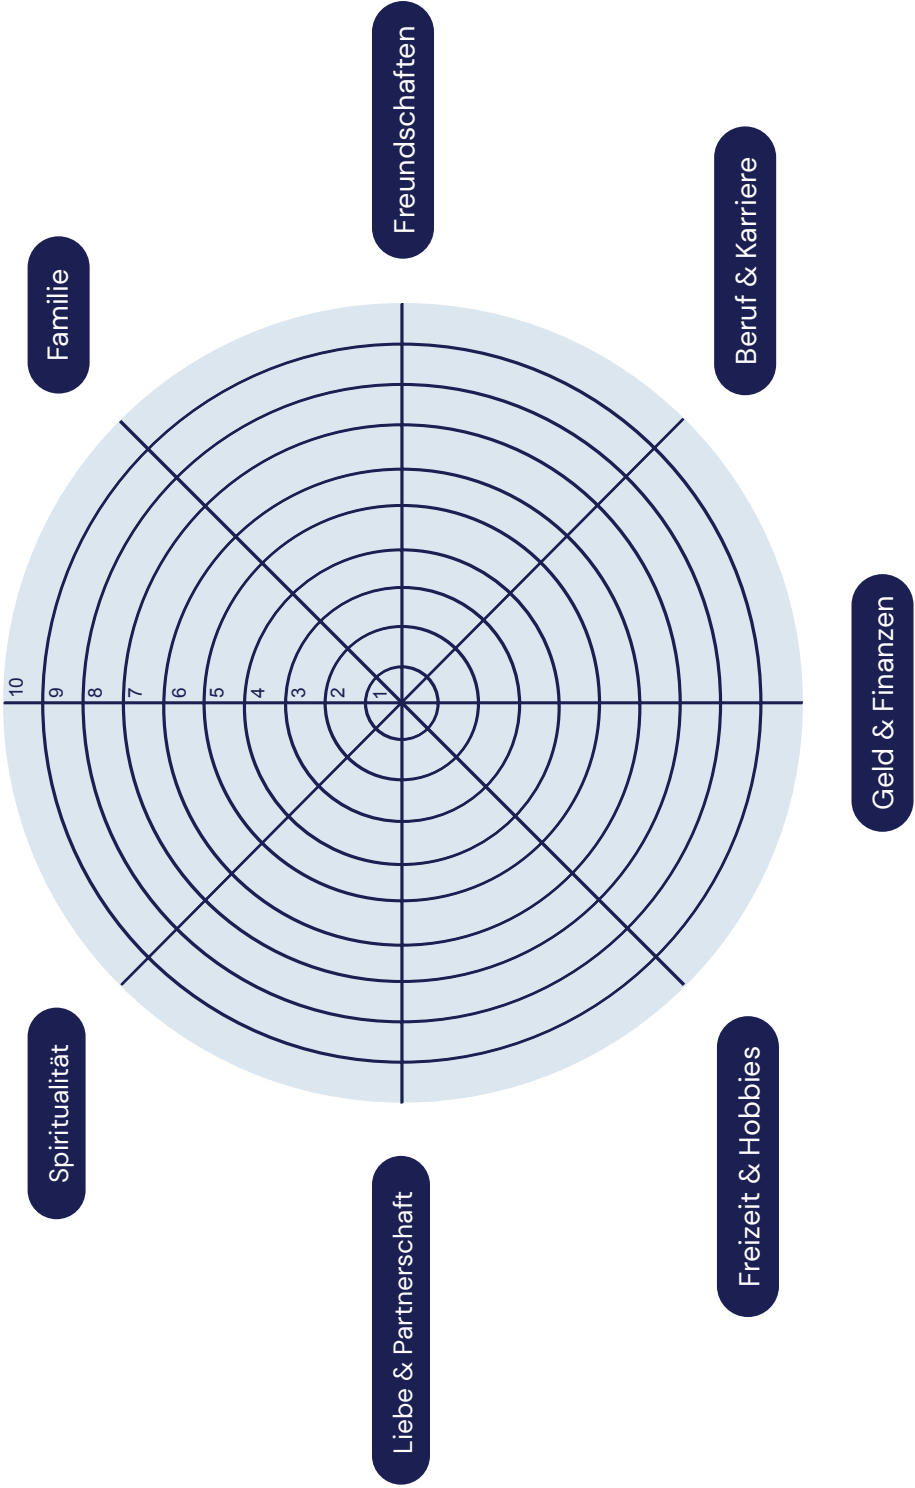 Spiritualität
Familie
10
9
8
7
6
5
4
3
2
1
Liebe & Partnerschaft
Freundschaften
Freizeit & Hobbies
Beruf & Karriere
Geld & Finanzen